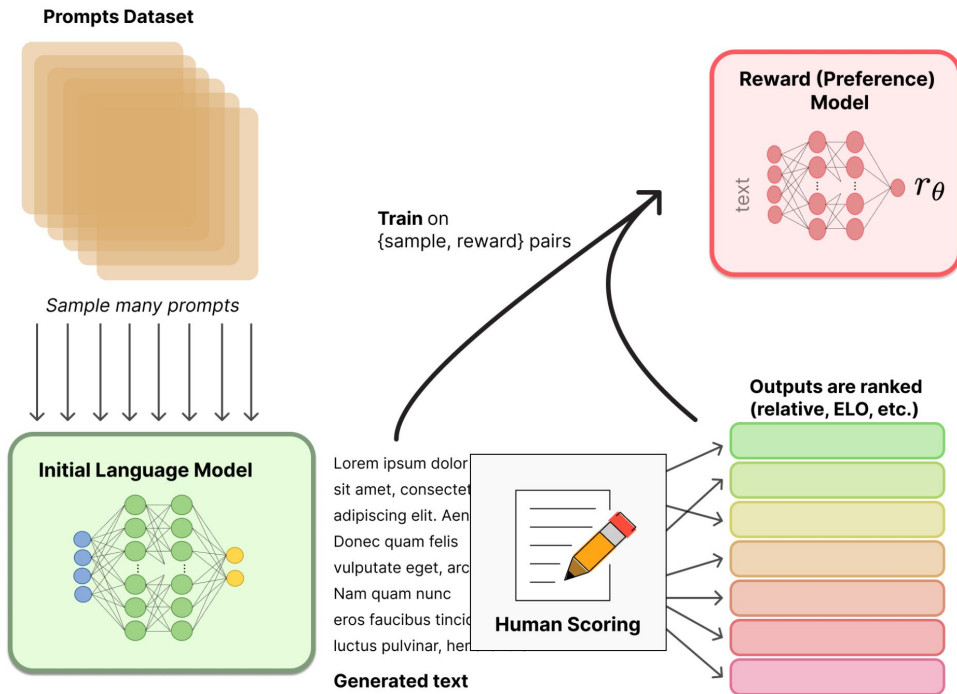 Prompts Dataset
Sample many prompts
Initial Language Model
Train on
{sample, reward} pairs
Reward (Preference)
Model
text
r_θ
Lorem ipsum dolor
sit amet, consectet
adipiscing elit. Aen
Donec quam felis
vulputate eget, arc
Nam quam nunc
eros faucibus tincid
luctus pulvinar, her
Generated text
Human Scoring
Outputs are ranked
(relative, ELO, etc.)